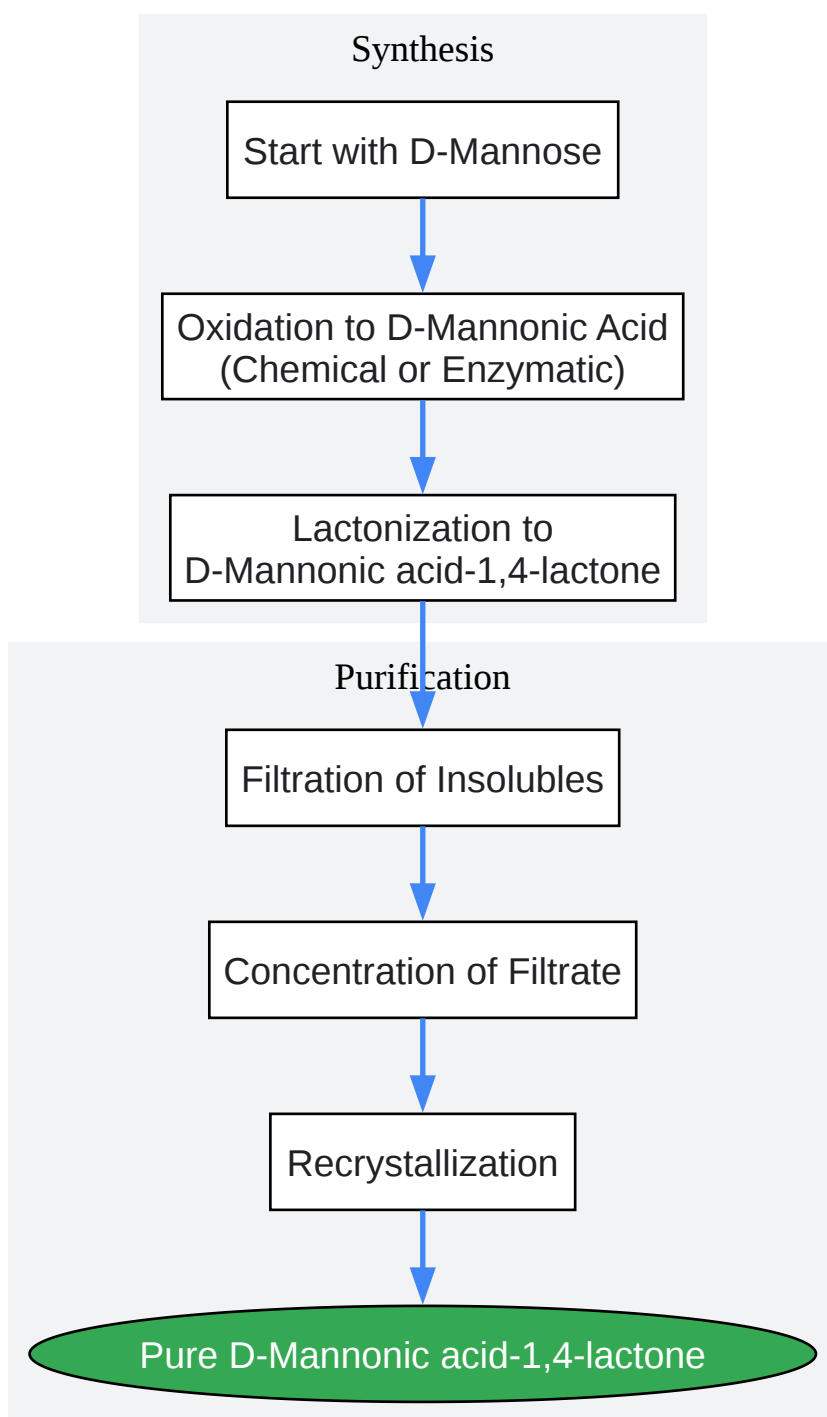 Synthesis
Start with D-Mannose
Oxidation to D-Mannonic Acid
(Chemical or Enzymatic)
Lactonization to
D-Mannonic acid-1,4-lactone
Purification
Filtration of Insolubles
Concentration of Filtrate
Recrystallization
Pure D-Mannonic acid-1,4-lactone